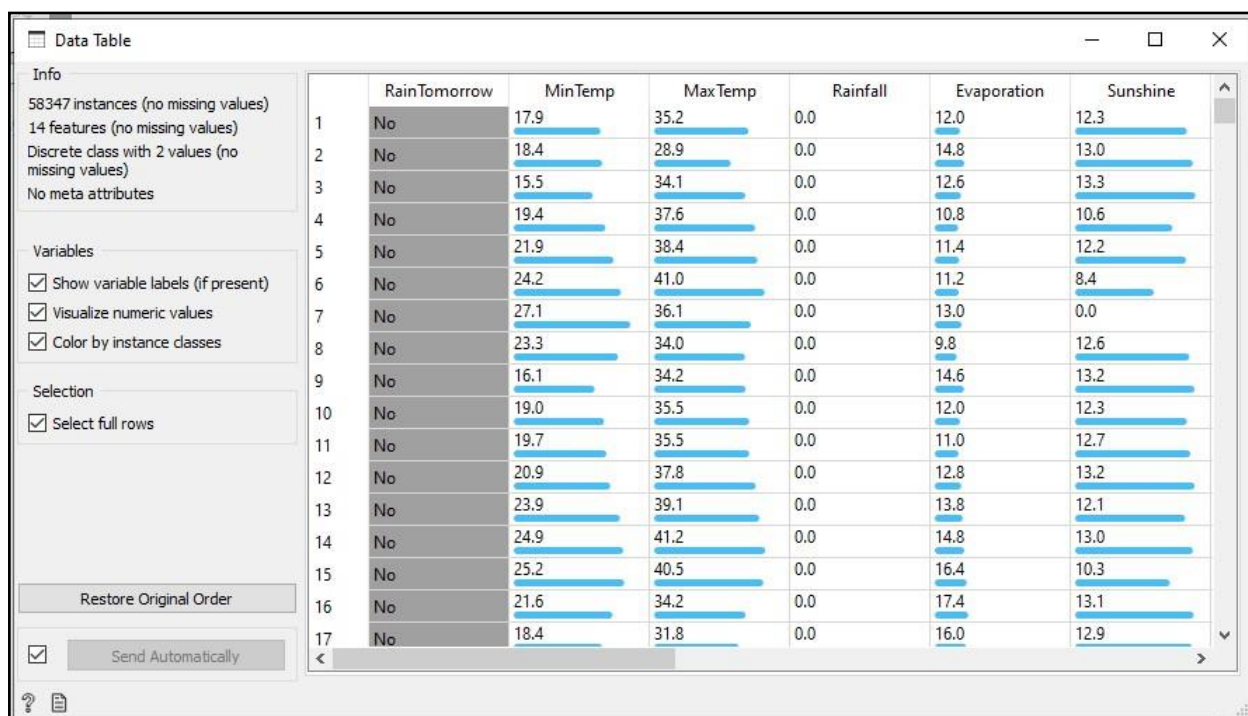 Data Table
Info
58347 instances (no missing values)
14 features (no missing values)
Discrete class with 2 values (no
missing values)
No meta attributes
Variables
Show variable labels (if present)
Visualize numeric values
Color by instance classes
Selection
Select full rows
Restore Original Order
Send Automatically
RainTomorrow MinTemp MaxTemp Rainfall Evaporation Sunshine
1 No 17.9 35.2 0.0 12.0 12.3
2 No 18.4 28.9 0.0 14.8 13.0
3 No 15.5 34.1 0.0 12.6 13.3
4 No 19.4 37.6 0.0 10.8 10.6
5 No 21.9 38.4 0.0 11.4 12.2
6 No 24.2 41.0 0.0 11.2 8.4
7 No 27.1 36.1 0.0 13.0 0.0
8 No 23.3 34.0 0.0 9.8 12.6
9 No 16.1 34.2 0.0 14.6 13.2
10 No 19.0 35.5 0.0 12.0 12.3
11 No 19.7 35.5 0.0 11.0 12.7
12 No 20.9 37.8 0.0 12.8 13.2
13 No 23.9 39.1 0.0 13.8 12.1
14 No 24.9 41.2 0.0 14.8 13.0
15 No 25.2 40.5 0.0 16.4 10.3
16 No 21.6 34.2 0.0 17.4 13.1
17 No 18.4 31.8 0.0 16.0 12.9